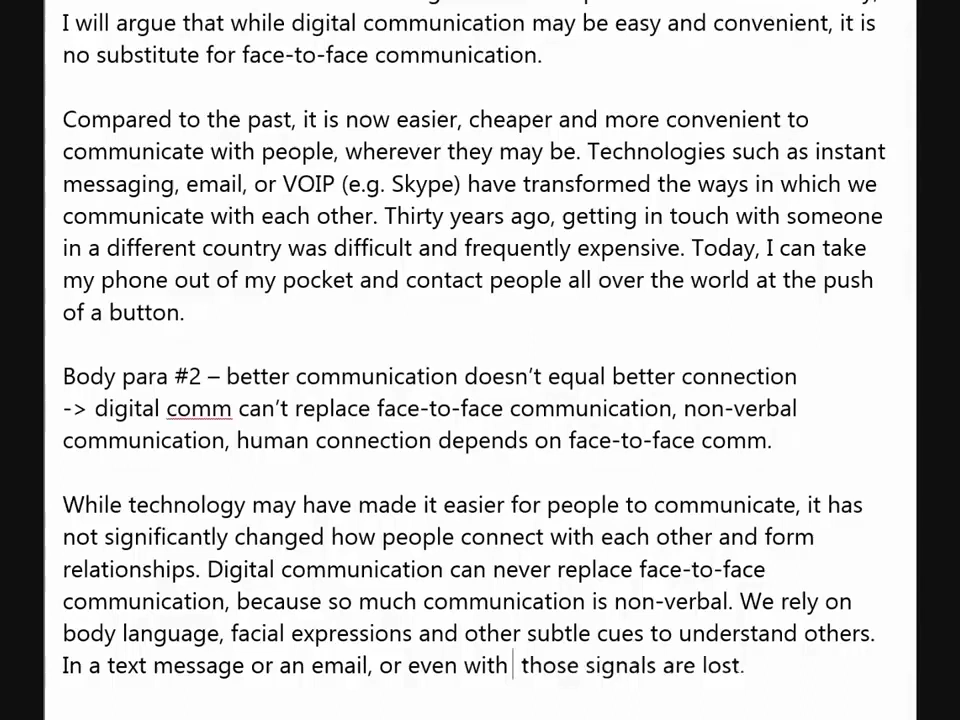 I will argue that while digital communication may be easy and convenient, it is
no substitute for face-to-face communication.
Compared to the past, it is now easier, cheaper and more convenient to
communicate with people, wherever they may be. Technologies such as instant
messaging, email, or VOIP (e.g. Skype) have transformed the ways in which we
communicate with each other. Thirty years ago, getting in touch with someone
in a different country was difficult and frequently expensive. Today, I can take
my phone out of my pocket and contact people all over the world at the push
of a button.
Body para #2 – better communication doesn't equal better connection
-> digital comm can't replace face-to-face communication, non-verbal
communication, human connection depends on face-to-face comm.
While technology may have made it easier for people to communicate, it has
not significantly changed how people connect with each other and form
relationships. Digital communication can never replace face-to-face
communication, because so much communication is non-verbal. We rely on
body language, facial expressions and other subtle cues to understand others.
In a text message or an email, or even with those signals are lost.